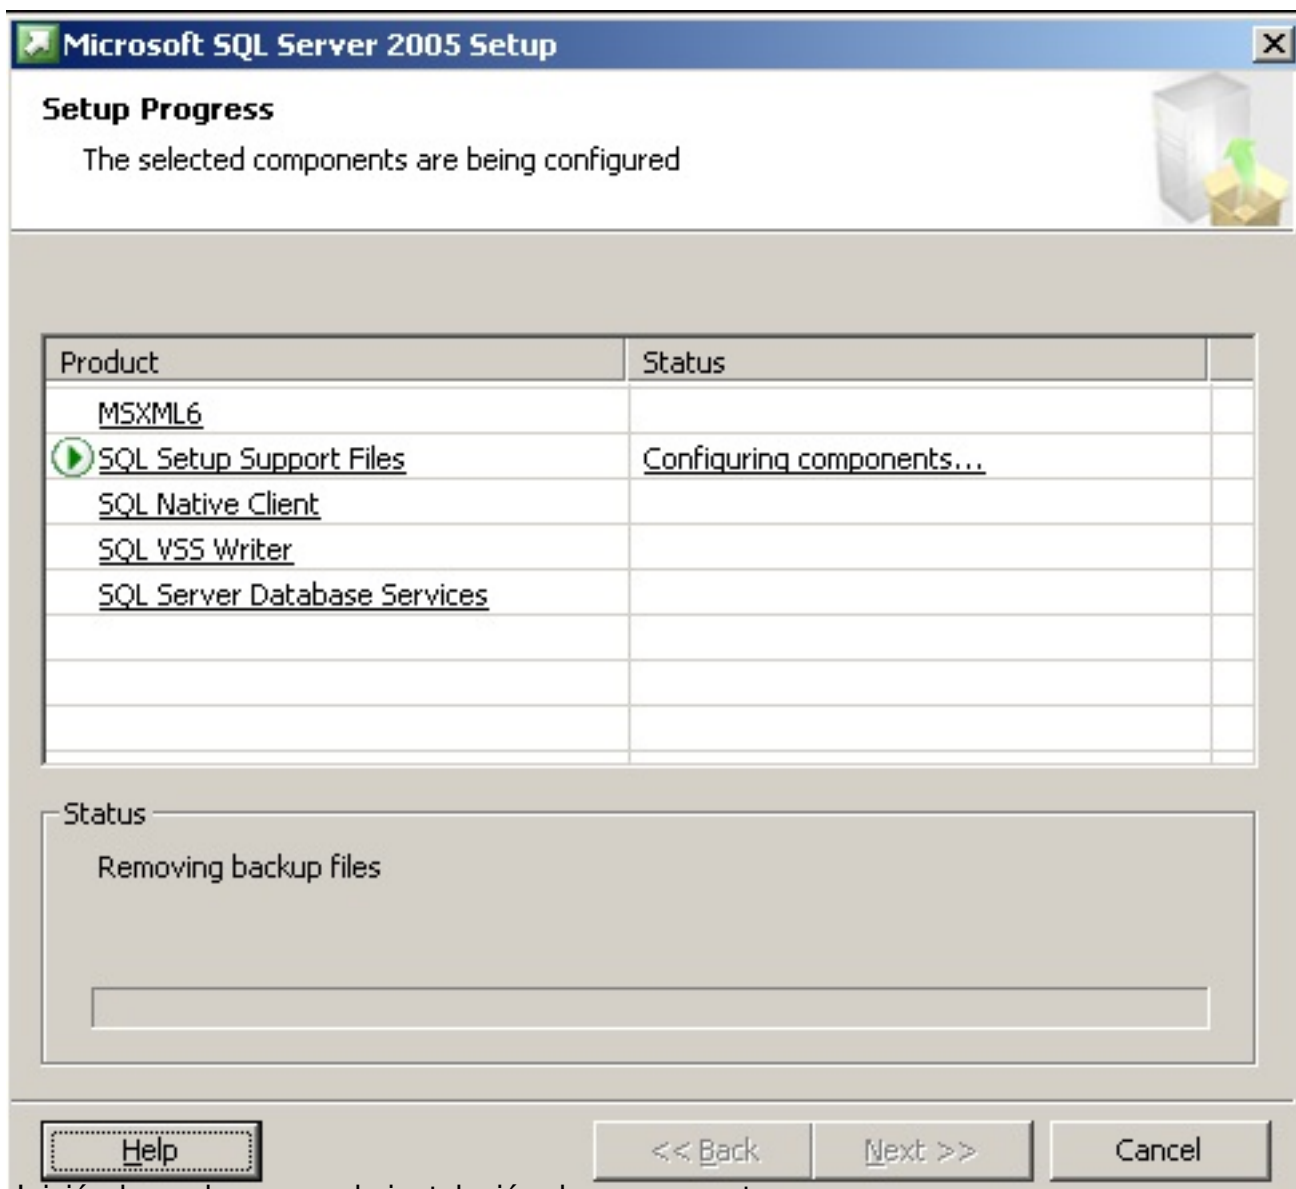 Microsoft SQL Server 2005 Setup
Setup Progress
The selected components are being configured
Product Status
MSXML6
SQL Setup Support Files Configuring components...
SQL Native Client
SQL VSS Writer
SQL Server Database Services
Status
Removing backup files
Help << Back Next >> Cancel